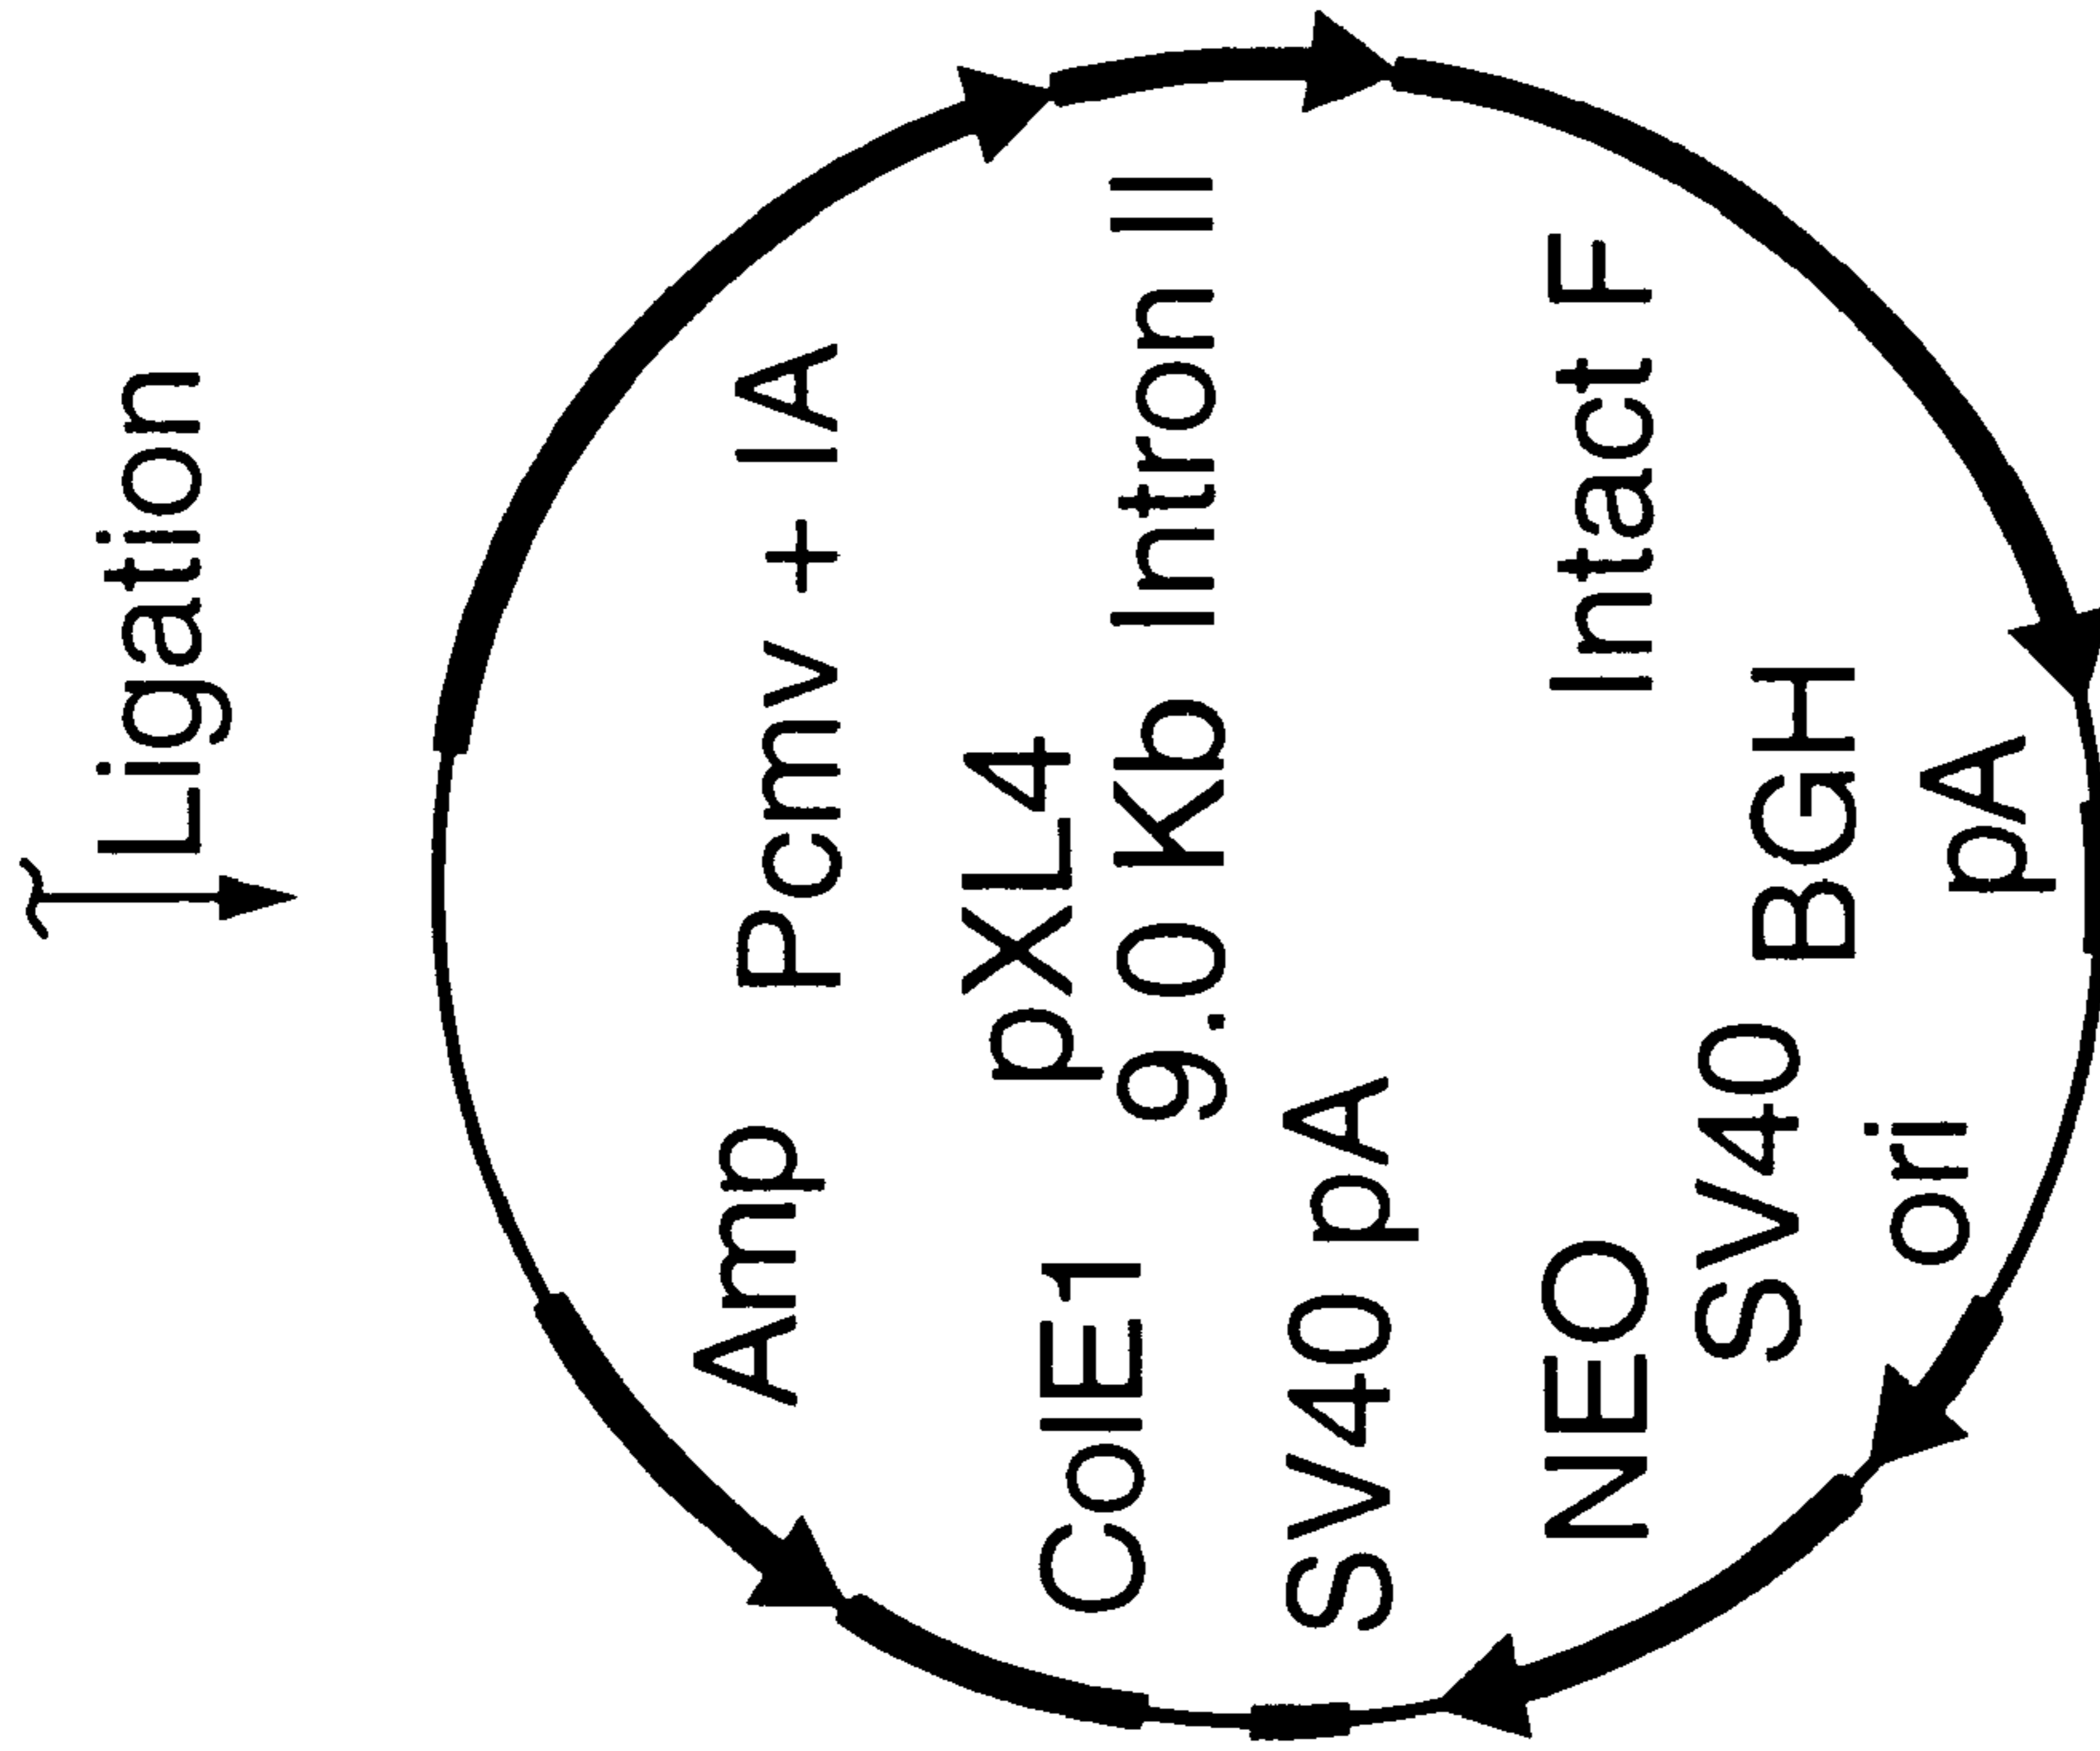 Ligation
Amp
Pcmv + IA
pXL4
ColE1
9.0 Kb
Intron II
SV40 pA
NEO
Intact F
SV40
ori
BGH
pA